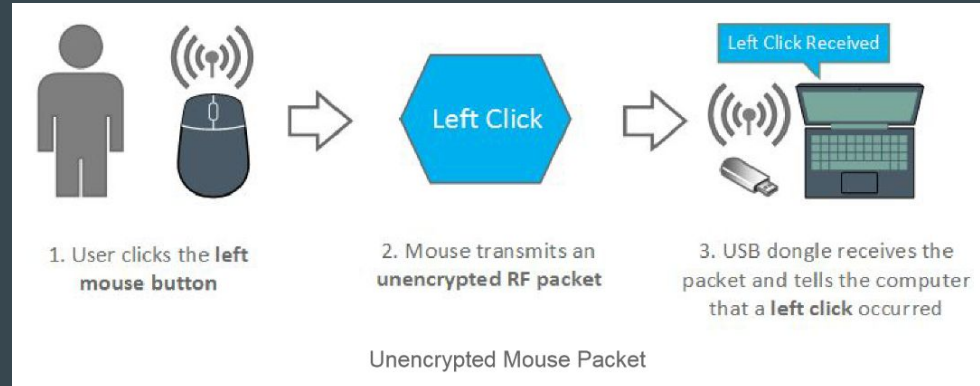 Left Click Received
Left Click
1. User clicks the left
mouse button
2. Mouse transmits an
unencrypted RF packet
3. USB dongle receives the
packet and tells the computer
that a left click occurred
Unencrypted Mouse Packet